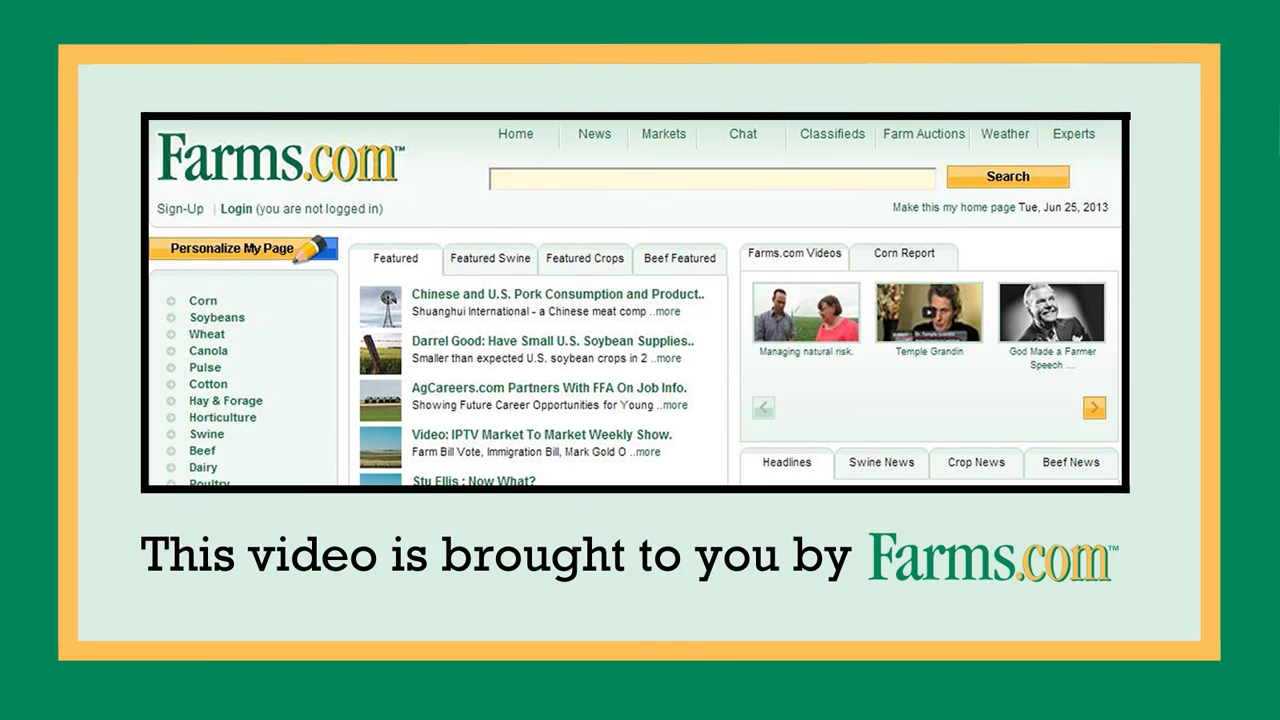 Farms.com™
Home News Markets Chat Classifieds Farm Auctions Weather Experts
Search
Sign-Up | Login (you are not logged in)
Make this my home page Tue, Jun 25, 2013
Personalize My Page
Corn
Soybeans
Wheat
Canola
Pulse
Cotton
Hay & Forage
Horticulture
Swine
Beef
Dairy
Poultry
Featured Featured Swine Featured Crops Beef Featured
Chinese and U.S. Pork Consumption and Product..
Shuanghui International - a Chinese meat comp ..more
Darrel Good: Have Small U.S. Soybean Supplies..
Smaller than expected U.S. soybean crops in 2 ..more
AgCareers.com Partners With FFA On Job Info.
Showing Future Career Opportunities for Young ..more
Video: IPTV Market To Market Weekly Show.
Farm Bill Vote, Immigration Bill, Mark Gold O ..more
Stu Ellis : Now What?
Farms.com Videos Corn Report
Dr. Temple Grandin
Managing natural risk.
Temple Grandin
God Made a Farmer
Speech ...
Headlines Swine News Crop News Beef News
This video is brought to you by Farms.com™